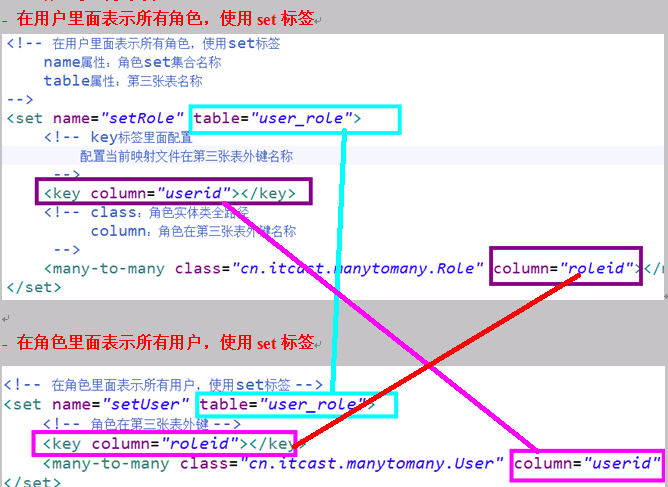 - 在用户里面表示所有角色，使用 set 标签
<!-- 在用户里面表示所有角色，使用set标签
name属性：角色set集合名称
table属性：第三张表名称
-->
<set name="setRole" table="user_role">
<!-- key标签里面配置
配置当前映射文件在第三张表外键名称
-->
<key column="userid"></key>
<!-- class：角色实体类全路径
column：角色在第三张表外键名称
-->
<many-to-many class="cn.itcast.manytomany.Role" column="roleid"></
</set>
- 在角色里面表示所有用户，使用 set 标签
<!-- 在角色里面表示所有用户，使用set标签 -->
<set name="setUser" table="user_role">
<!-- 角色在第三张表外键 -->
<key column="roleid"></key>
<many-to-many class="cn.itcast.manytomany.User" column="userid"
</set>